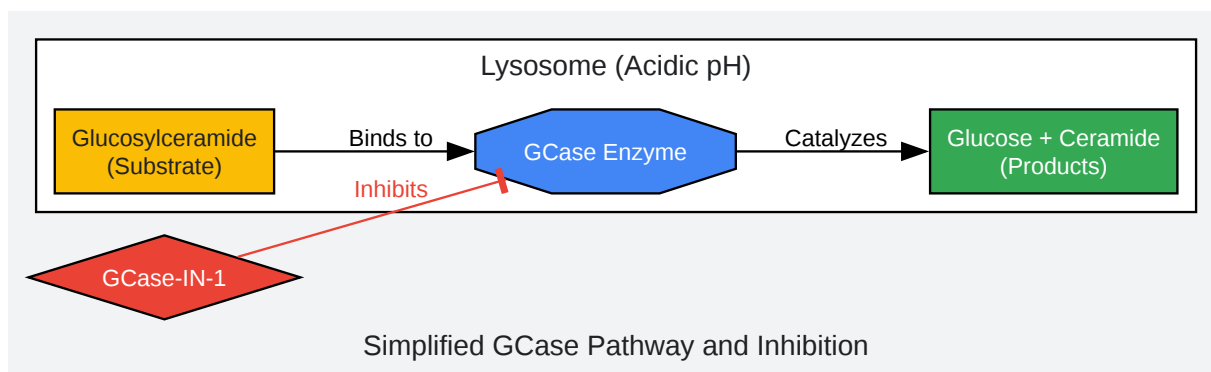 Lysosome (Acidic pH)
Glucosylceramide
(Substrate)
Binds to
GCase Enzyme
Catalyzes
Glucose + Ceramide
(Products)
Inhibits
GCase-IN-1
Simplified GCase Pathway and Inhibition